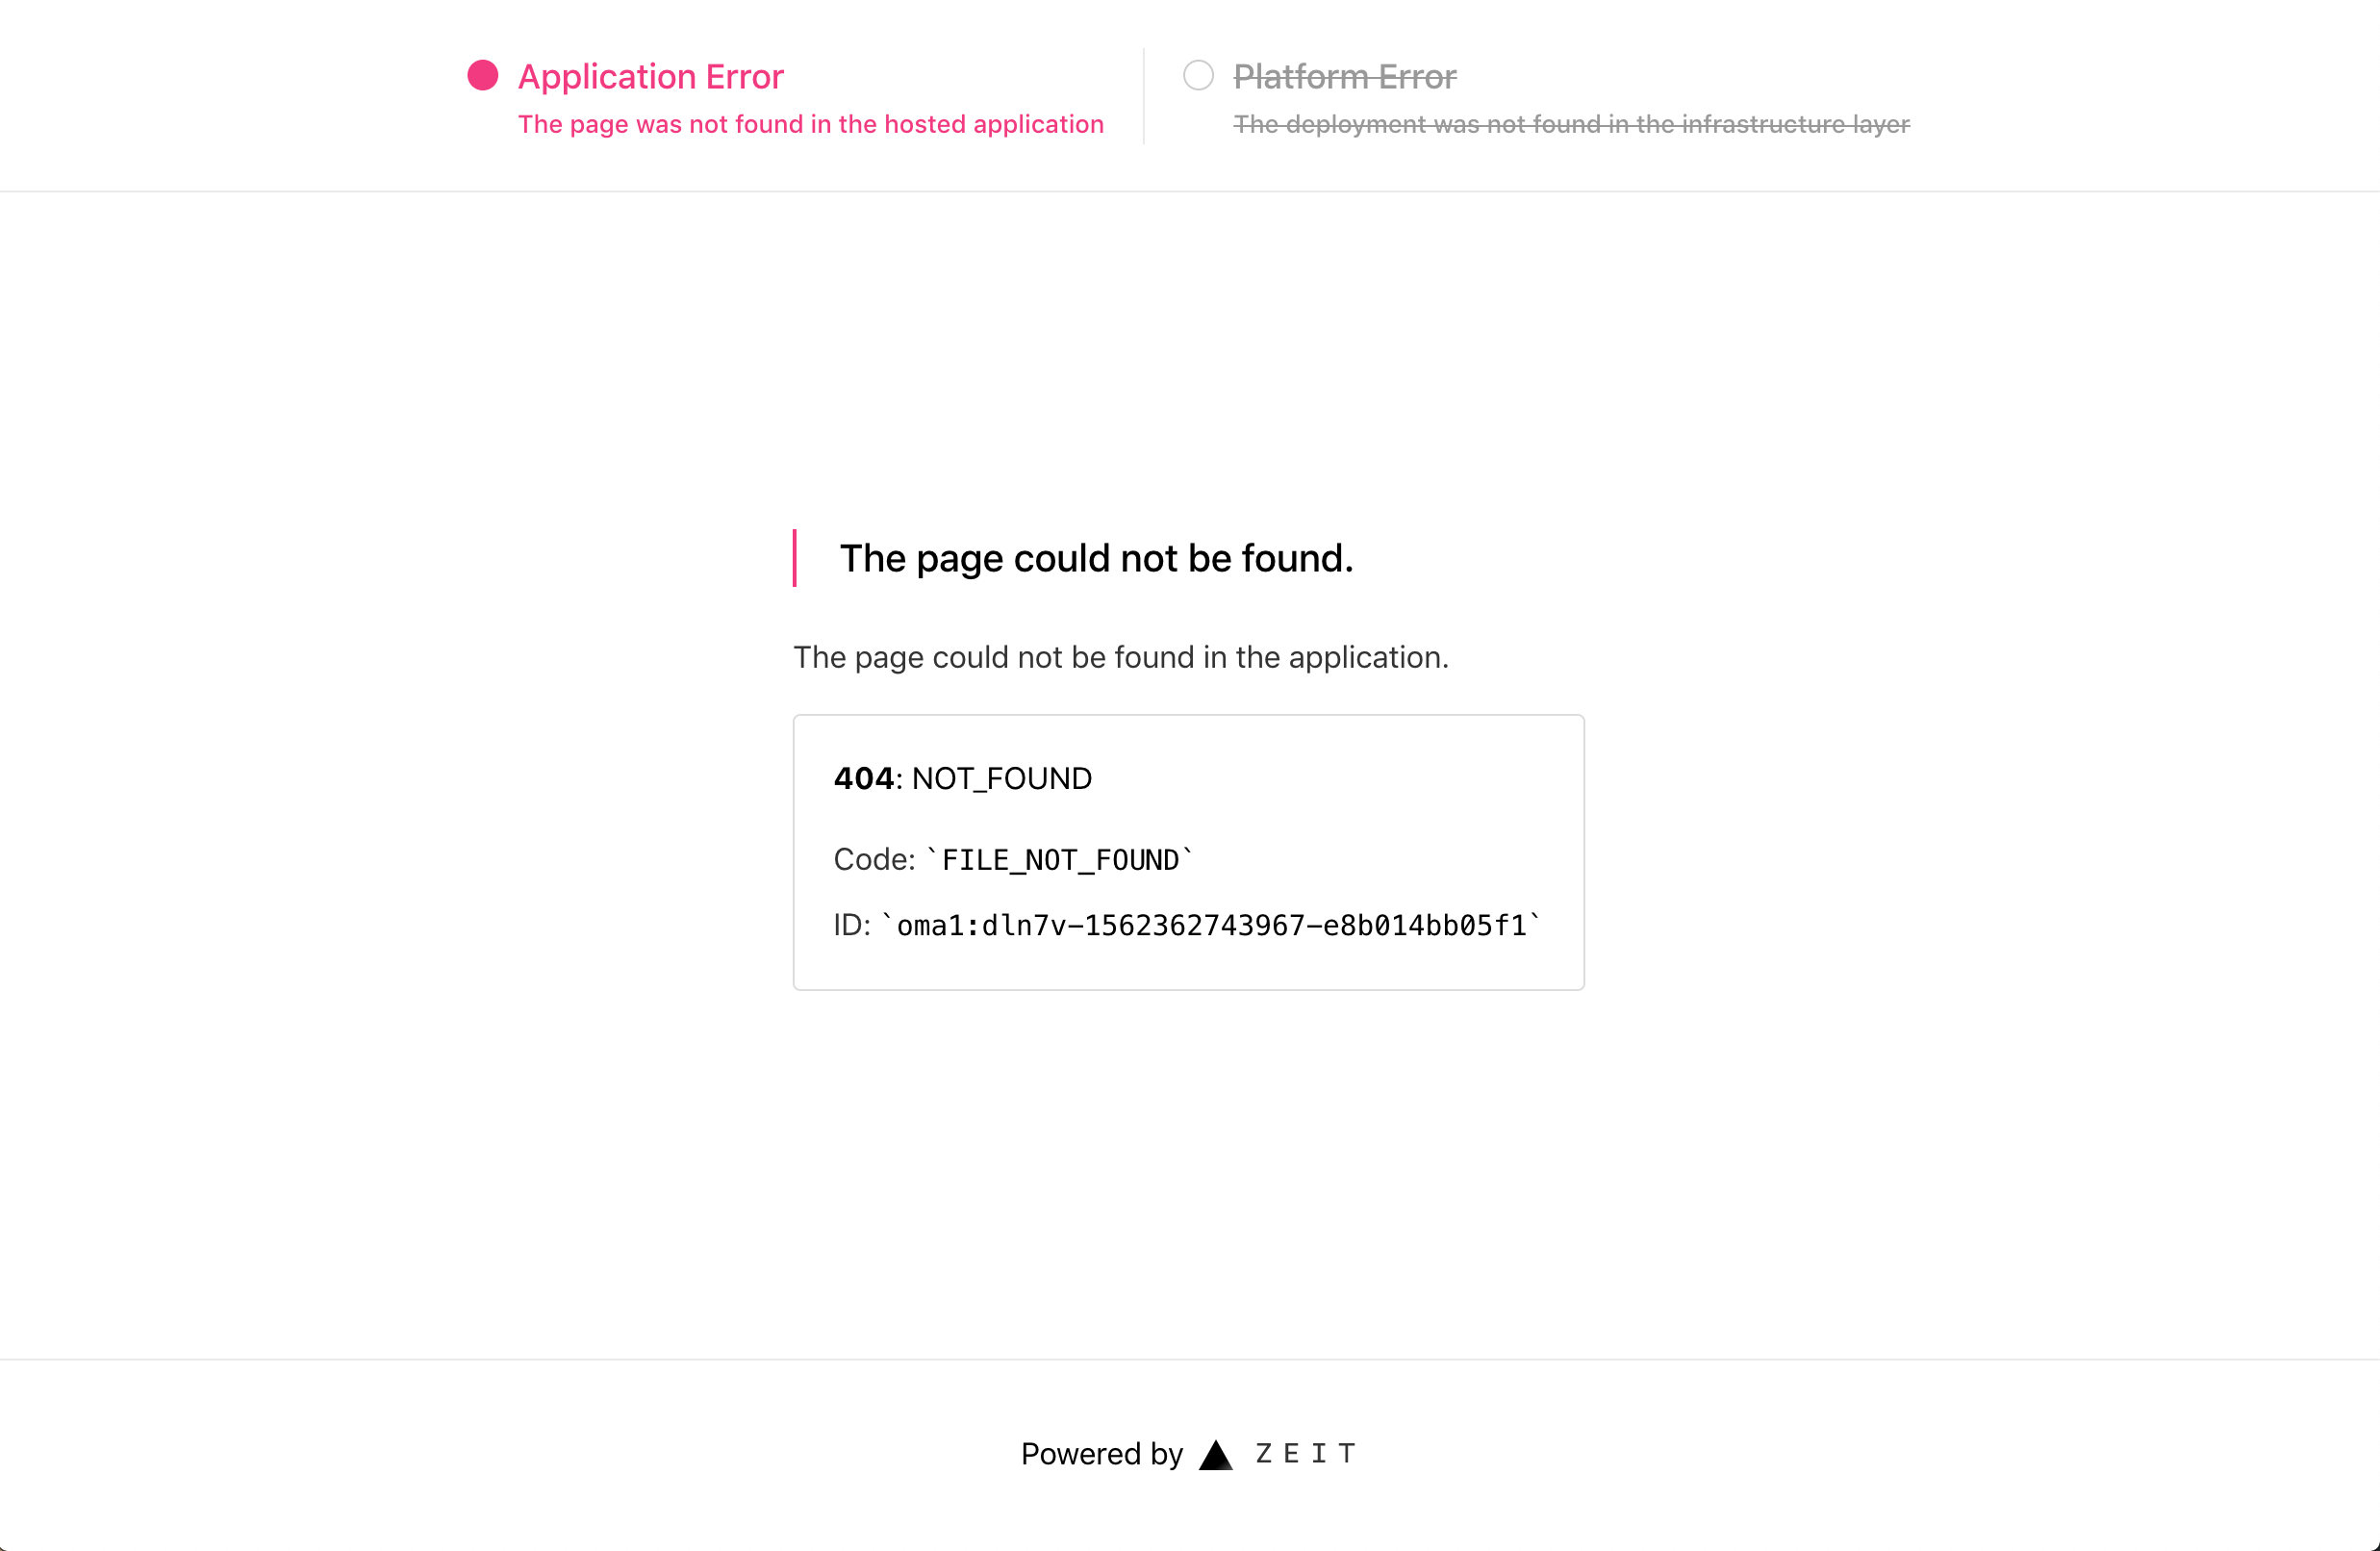 Application Error
The page was not found in the hosted application
Platform Error
The deployment was not found in the infrastructure layer
The page could not be found.
The page could not be found in the application.
404: NOT_FOUND
Code: `FILE_NOT_FOUND`
ID: `oma1:dln7v-1562362743967-e8b014bb05f1`
Powered by ZEIT